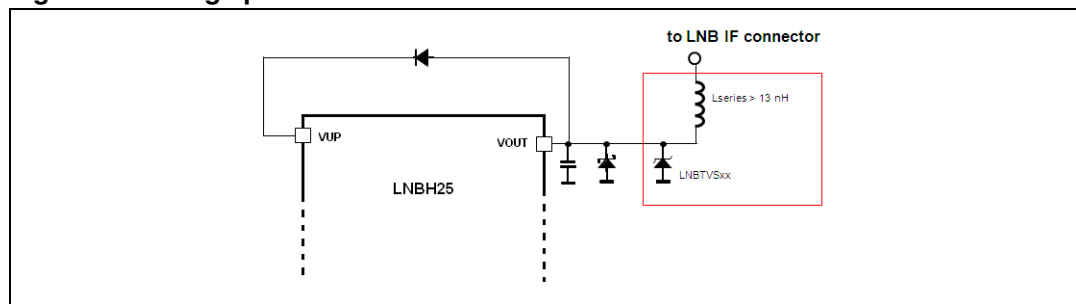 to LNB IF connector
Lseries > 13 nH
VUP
VOUT
LNBTVSxx
LNBH25